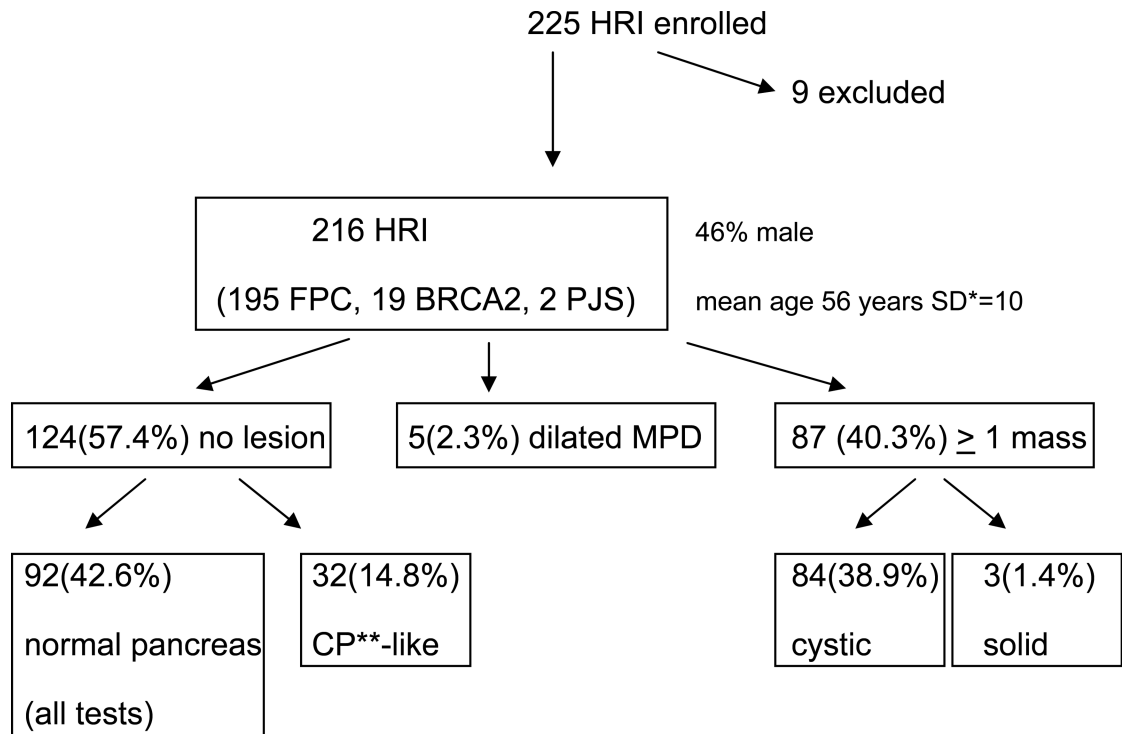 225 HRI enrolled
9 excluded
216 HRI
(195 FPC, 19 BRCA2, 2 PJS)
46% male
mean age 56 years SD*=10
124(57.4%) no lesion
5(2.3%) dilated MPD
87 (40.3%) ≥ 1 mass
92(42.6%)
normal pancreas
(all tests)
32(14.8%)
CP**-like
84(38.9%)
cystic
3(1.4%)
solid